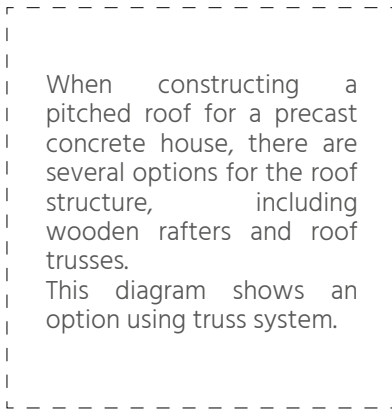 When constructing a
pitched roof for a precast
concrete house, there are
several options for the roof
structure, including
wooden rafters and roof
trusses.
This diagram shows an
option using truss system.